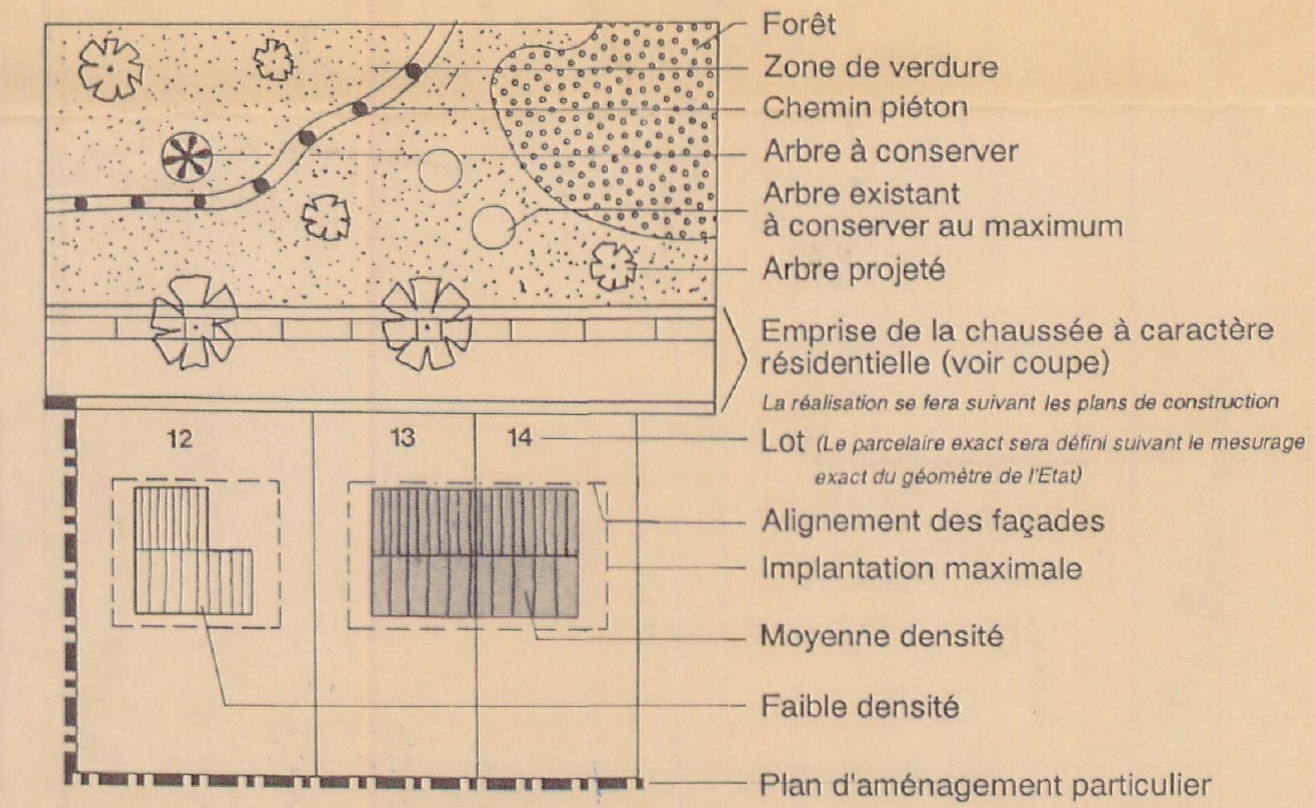 Forêt
Zone de verdure
Chemin piéton
Arbre à conserver
Arbre existant
à conserver au maximum
Arbre projeté
Emprise de la chaussée à caractère
résidentielle (voir coupe)
La réalisation se fera suivant les plans de construction
12 13 14 Lot (Le parcelaire exact sera défini suivant le mesurage
exact du géomètre de l'Etat)
Alignement des façades
Implantation maximale
Moyenne densité
Faible densité
Plan d'aménagement particulier